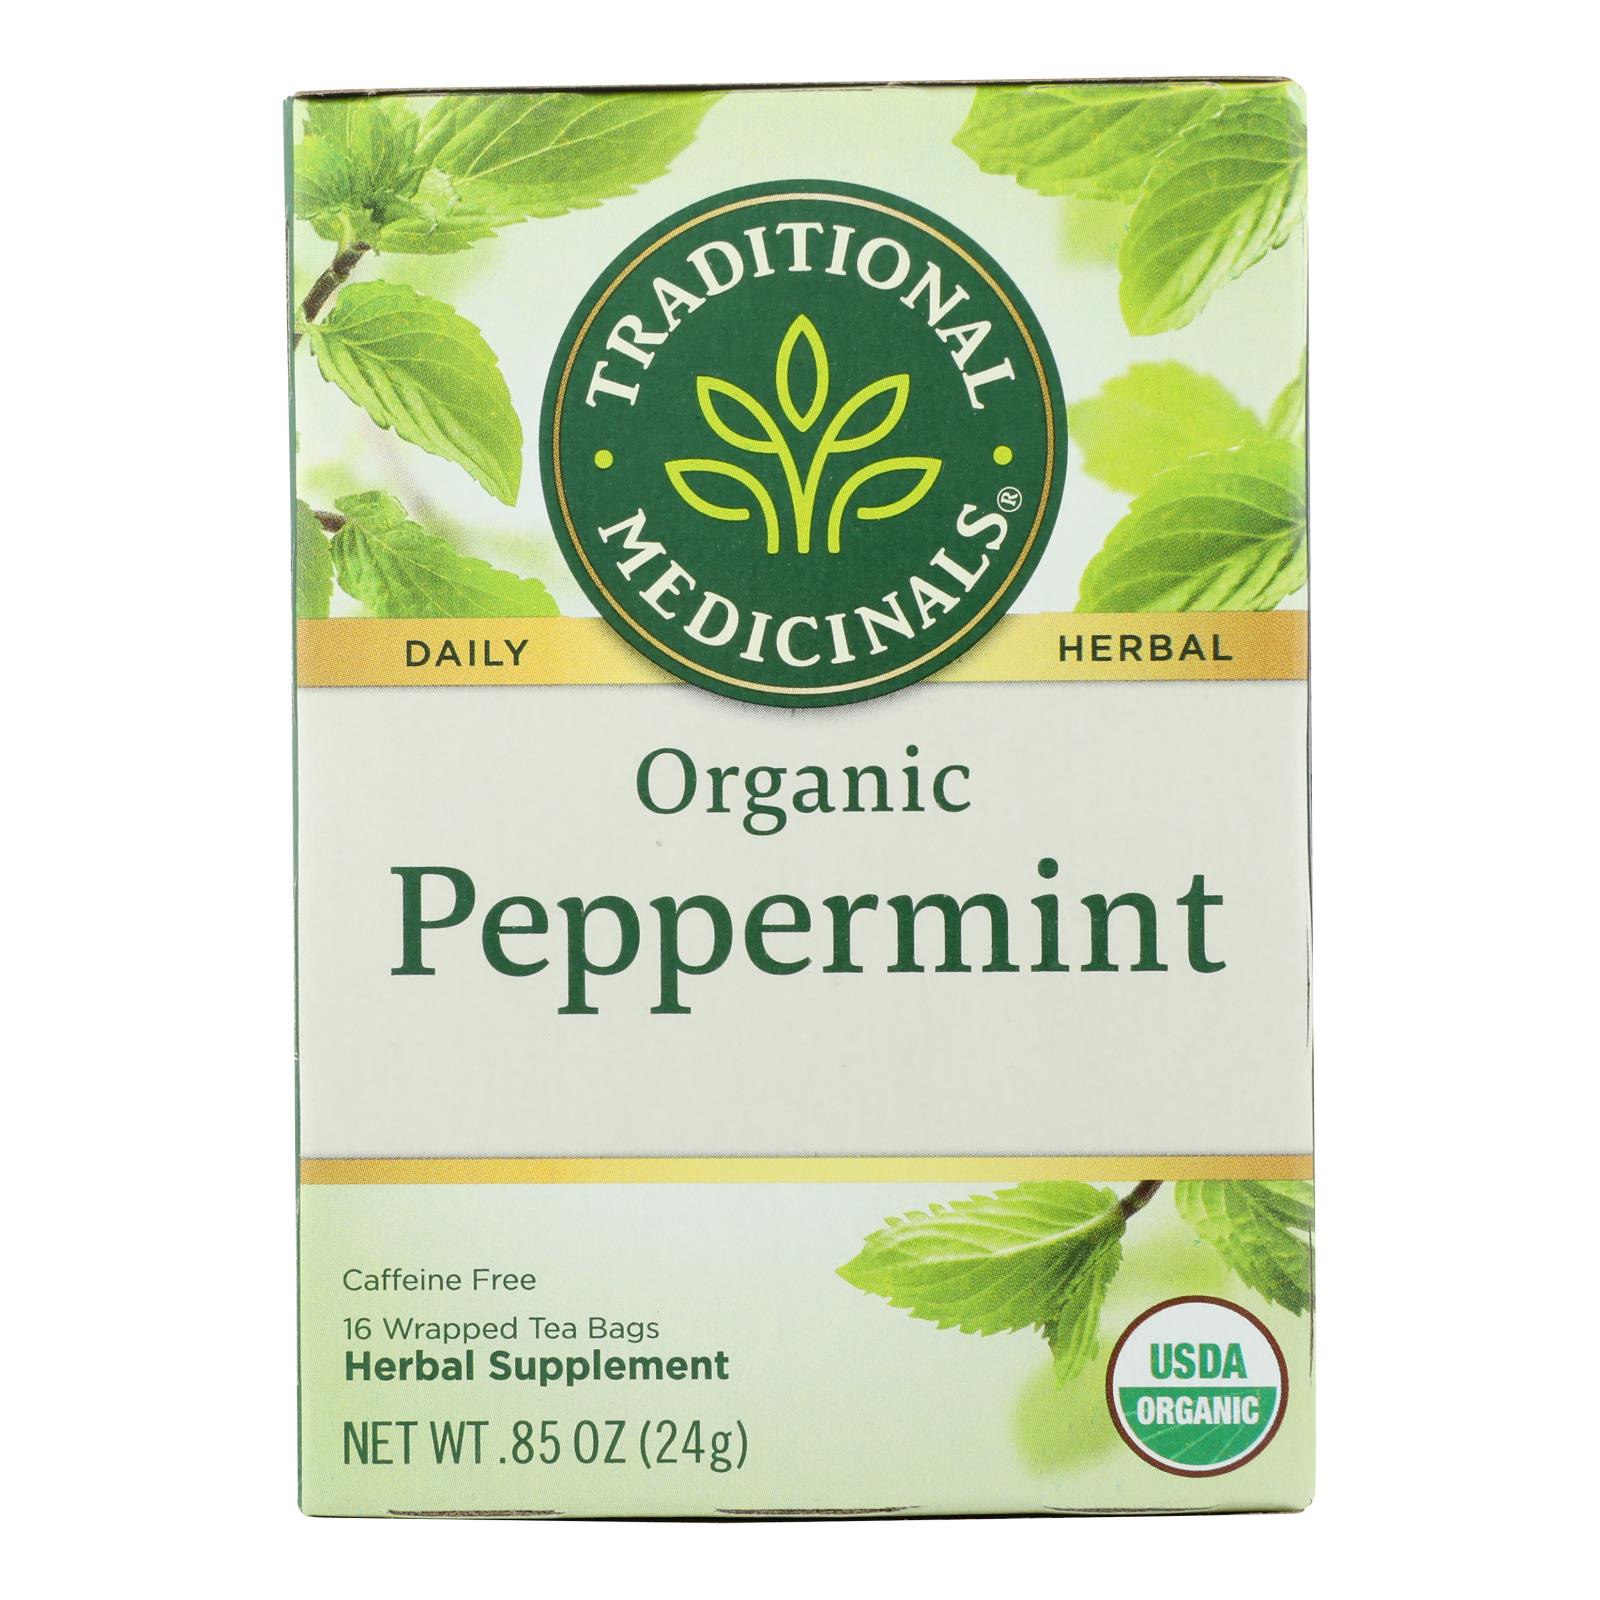 TRADITIONAL
MEDICINALS®
DAILY
HERBAL
Organic
Peppermint
Caffeine Free
16 Wrapped Tea Bags
Herbal Supplement
NET WT .85 OZ (24g)
USDA
ORGANIC